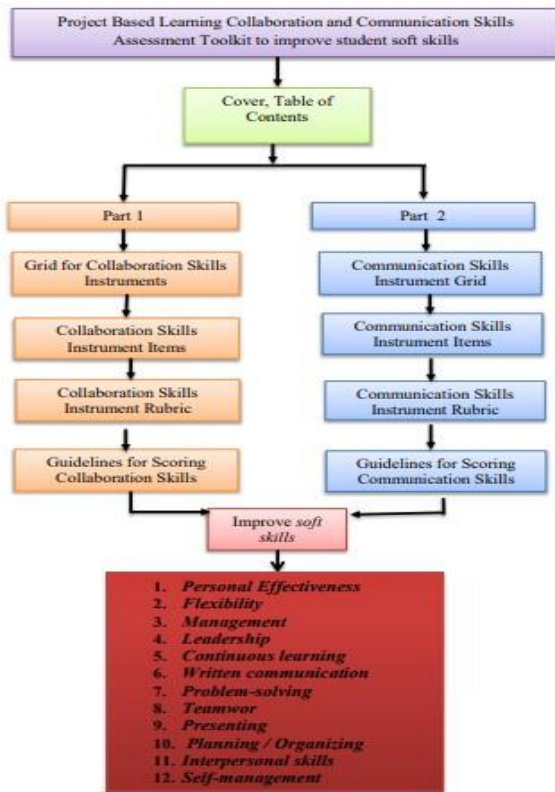 Project Based Learning Collaboration and Communication Skills
Assessment Toolkit to improve student soft skills
Cover, Table of
Contents
Part 1
Grid for Collaboration Skills
Instruments
Collaboration Skills
Instrument Items
Collaboration Skills
Instrument Rubric
Guidelines for Scoring
Collaboration Skills
Part 2
Communication Skills
Instrument Grid
Communication Skills
Instrument Items
Communication Skills
Instrument Rubric
Guidelines for Scoring
Communication Skills
Improve soft
skills
1. Personal Effectiveness
2. Flexibility
3. Management
4. Leadership
5. Continuous learning
6. Written communication
7. Problem-solving
8. Teamwor
9. Presenting
10. Planning / Organizing
11. Interpersonal skills
12. Self-management